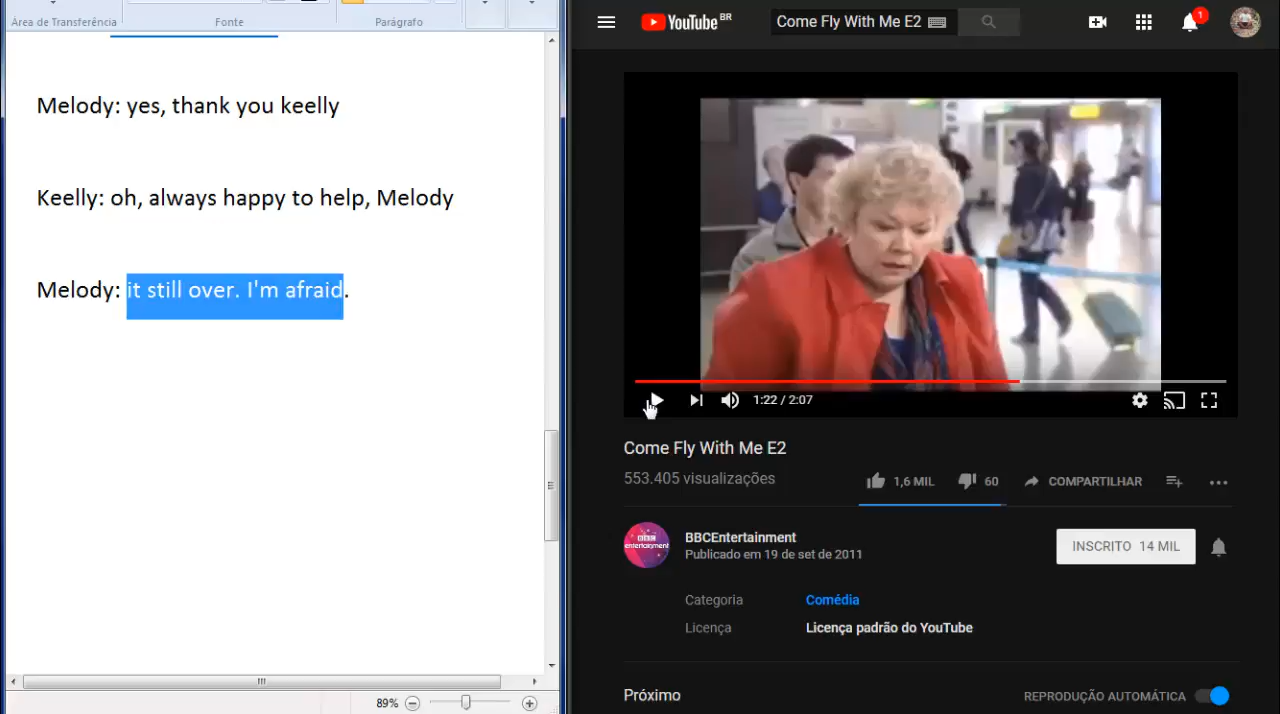 Área de Transferência
Fonte
Parágrafo
Melody: yes, thank you keelly
Keelly: oh, always happy to help, Melody
Melody: it still over. I'm afraid.
89%
YouTube BR
Come Fly With Me E2
1
1:22 / 2:07
Come Fly With Me E2
553.405 visualizações
1,6 MIL
60
COMPARTILHAR
BBC
entertainment
BBCEntertainment
Publicado em 19 de set de 2011
INSCRITO 14 MIL
Categoria
Comédia
Licença
Licença padrão do YouTube
Próximo
REPRODUÇÃO AUTOMÁTICA